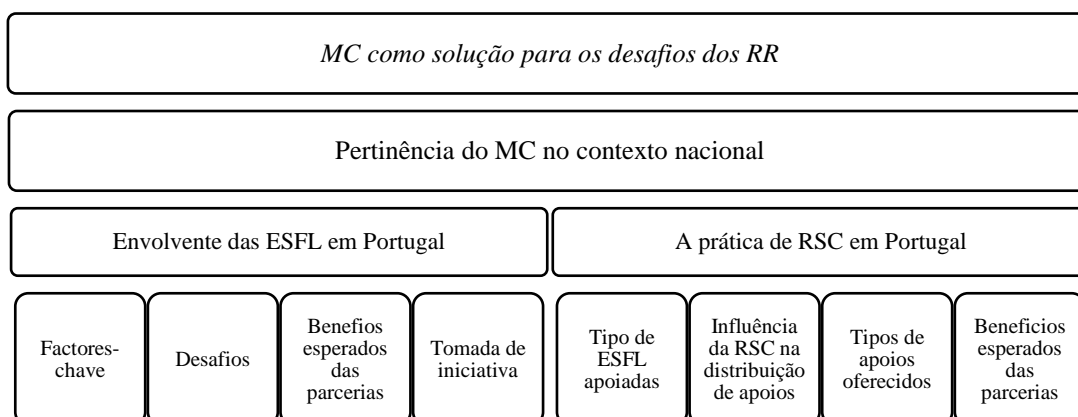 MC como solução para os desafios dos RR
Pertinência do MC no contexto nacional
Envolvente das ESFL em Portugal
A prática de RSC em Portugal
Factores-
chave
Desafios
Benefios
esperados
das
parcerias
Tomada de
iniciativa
Tipo de
ESFL
apoiadas
Influência
da RSC na
distribuição
de apoios
Tipos de
apoios
oferecidos
Beneficios
esperados
das
parcerias